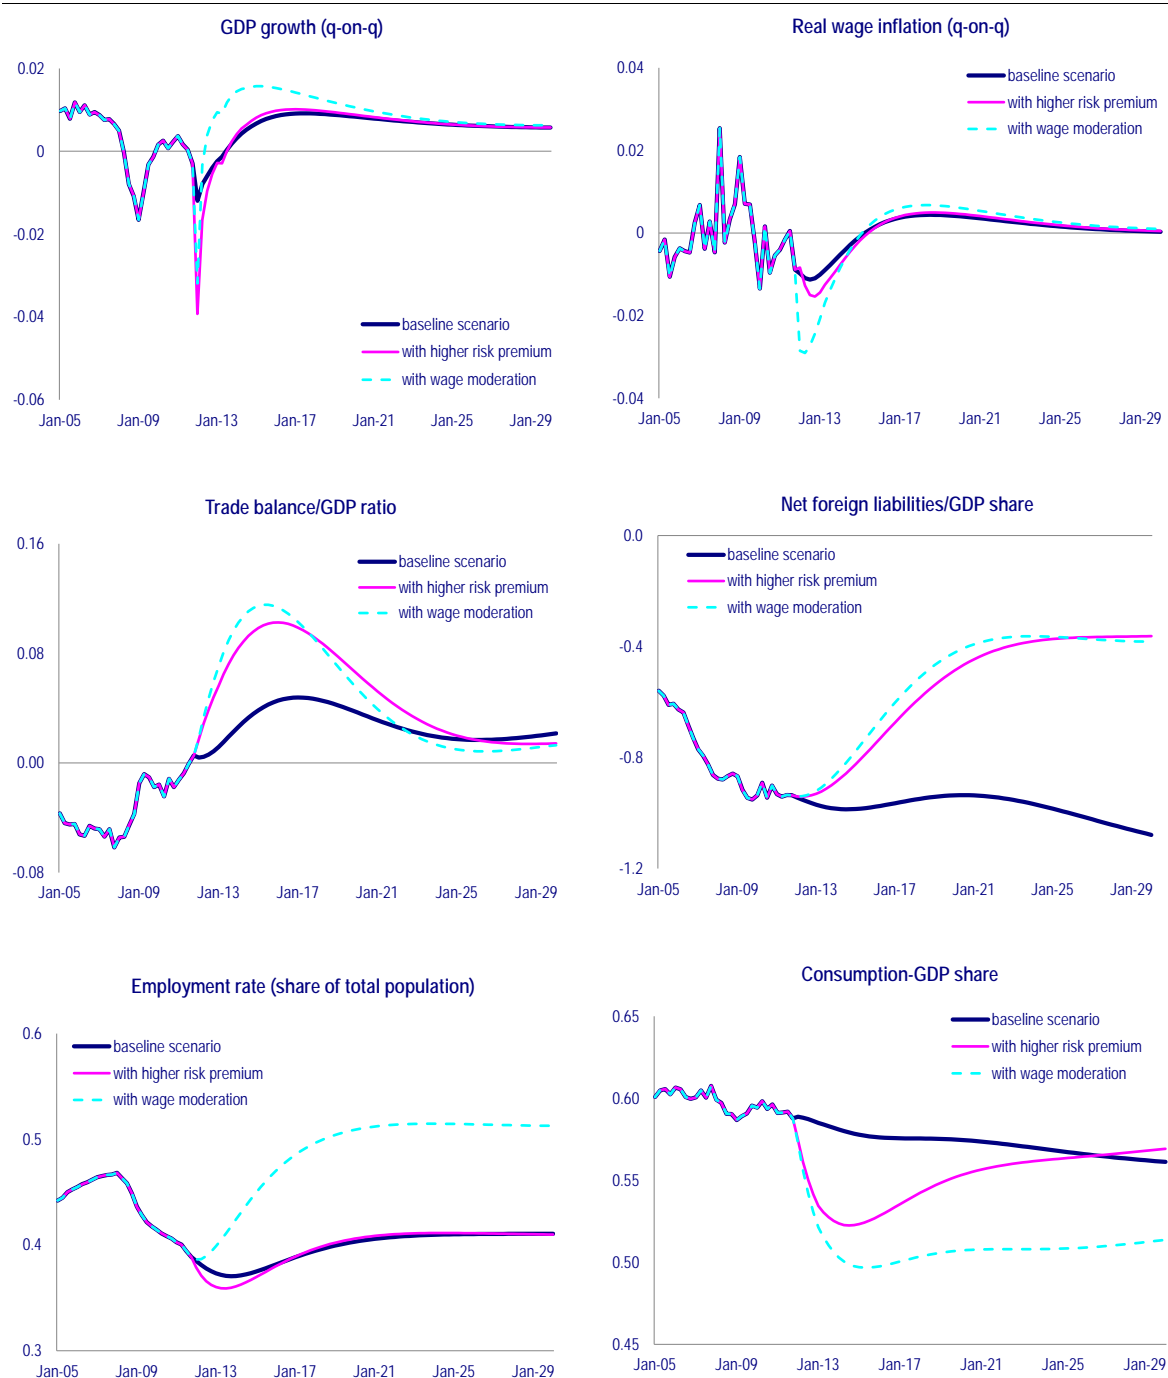 GDP growth (q-on-q)
0.02
0
-0.02
-0.04
-0.06
baseline scenario
with higher risk premium
with wage moderation
Jan-05 Jan-09 Jan-13 Jan-17 Jan-21 Jan-25 Jan-29
Real wage inflation (q-on-q)
0.04
0.02
0
-0.02
-0.04
baseline scenario
with higher risk premium
with wage moderation
Jan-05 Jan-09 Jan-13 Jan-17 Jan-21 Jan-25 Jan-29
Trade balance/GDP ratio
0.16
0.08
0.00
-0.08
baseline scenario
with higher risk premium
with wage moderation
Jan-05 Jan-09 Jan-13 Jan-17 Jan-21 Jan-25 Jan-29
Net foreign liabilities/GDP share
0.0
-0.4
-0.8
-1.2
baseline scenario
with higher risk premium
with wage moderation
Jan-05 Jan-09 Jan-13 Jan-17 Jan-21 Jan-25 Jan-29
Employment rate (share of total population)
0.6
0.5
0.4
0.3
baseline scenario
with higher risk premium
with wage moderation
Jan-05 Jan-09 Jan-13 Jan-17 Jan-21 Jan-25 Jan-29
Consumption-GDP share
0.65
0.60
0.55
0.50
0.45
baseline scenario
with higher risk premium
with wage moderation
Jan-05 Jan-09 Jan-13 Jan-17 Jan-21 Jan-25 Jan-29